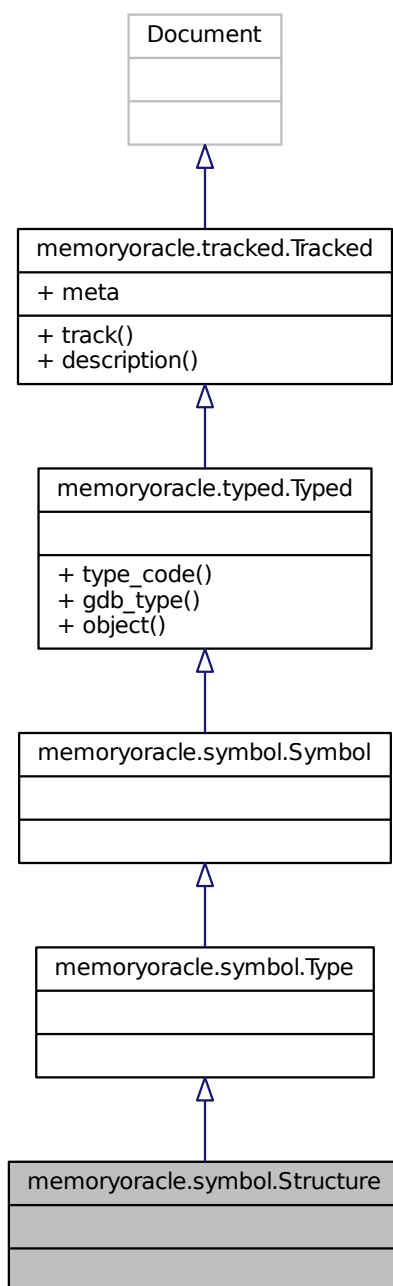 Document
memoryoracle.tracked.Tracked
+ meta
+ track()
+ description()
memoryoracle.typed.Typed
+ type_code()
+ gdb_type()
+ object()
memoryoracle.symbol.Symbol
memoryoracle.symbol.Type
memoryoracle.symbol.Structure